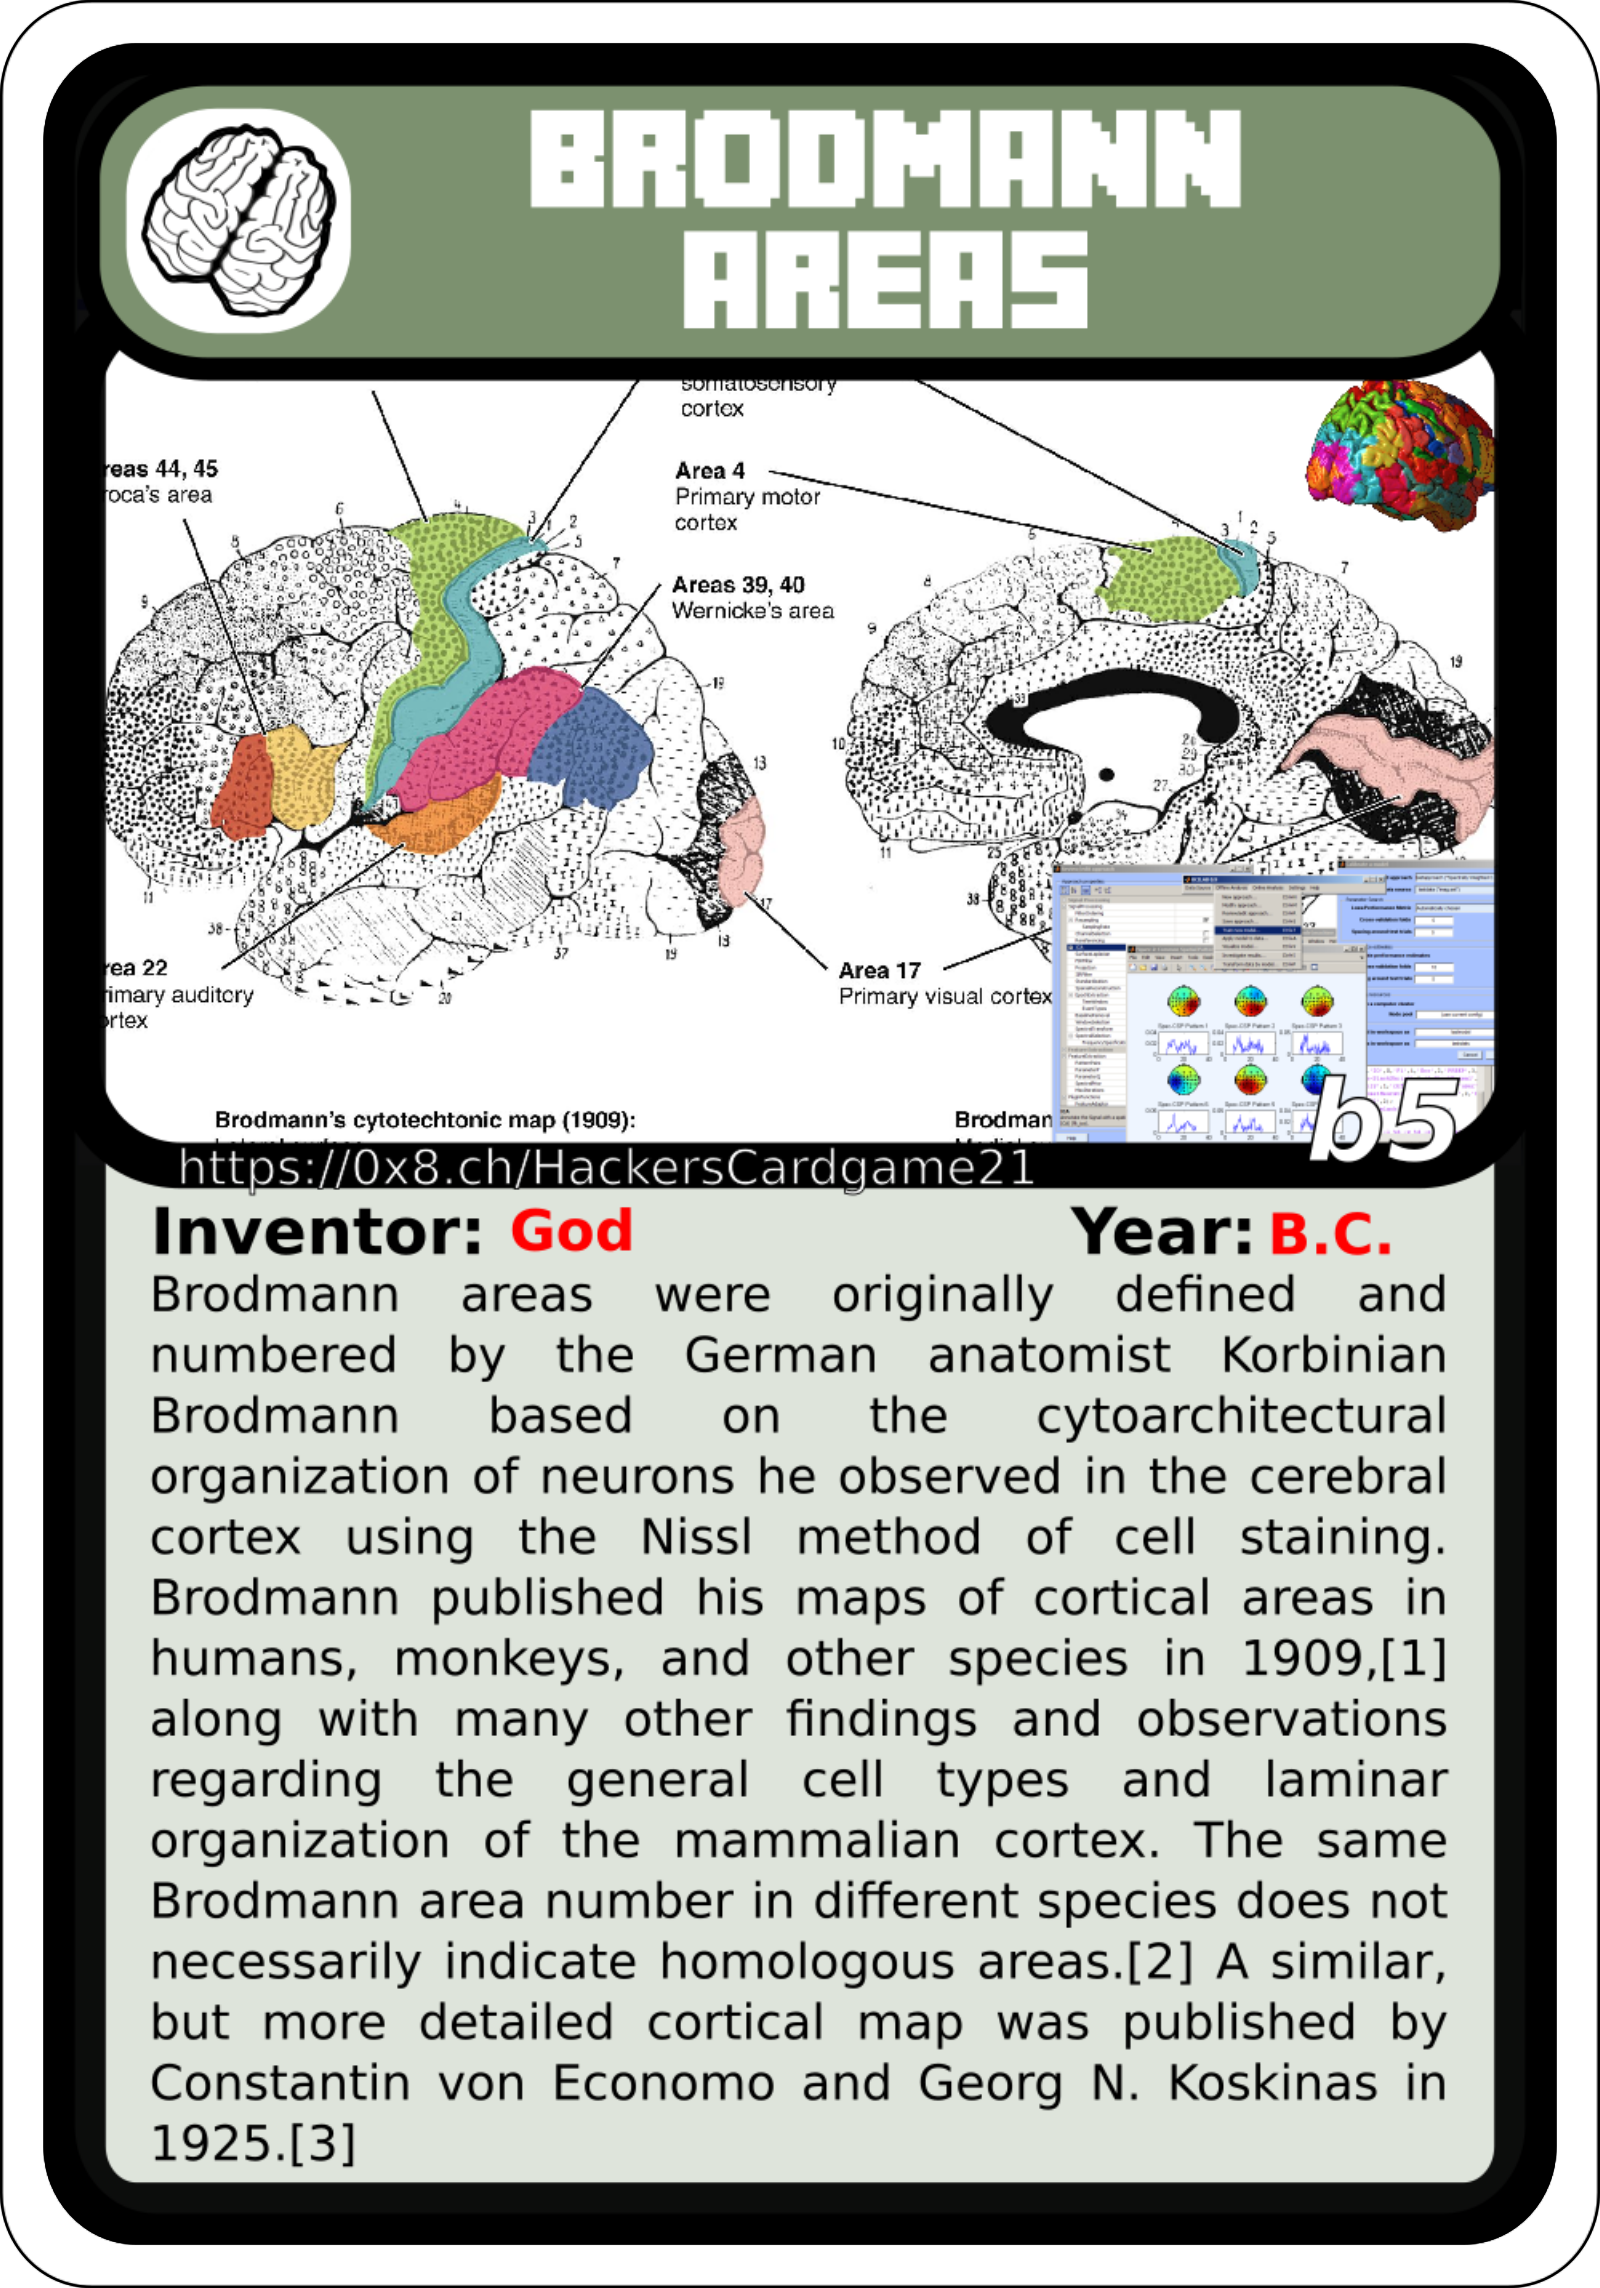 BRODMANN
AREAS
somatosensory
cortex
reas 44, 45
roca's area
Area 4
Primary motor
cortex
Areas 39, 40
Wernicke's area
rea 22
rimary auditory
ortex
Area 17
Primary visual cortex
Brodmann's cytotechtonic map (1909):
Brodman
b5
https://0x8.ch/HackersCardgame21
Inventor: God Year: B.C.
Brodmann areas were originally defined and
numbered by the German anatomist Korbinian
Brodmann based on the cytoarchitectural
organization of neurons he observed in the cerebral
cortex using the Nissl method of cell staining.
Brodmann published his maps of cortical areas in
humans, monkeys, and other species in 1909,[1]
along with many other findings and observations
regarding the general cell types and laminar
organization of the mammalian cortex. The same
Brodmann area number in different species does not
necessarily indicate homologous areas.[2] A similar,
but more detailed cortical map was published by
Constantin von Economo and Georg N. Koskinas in
1925.[3]